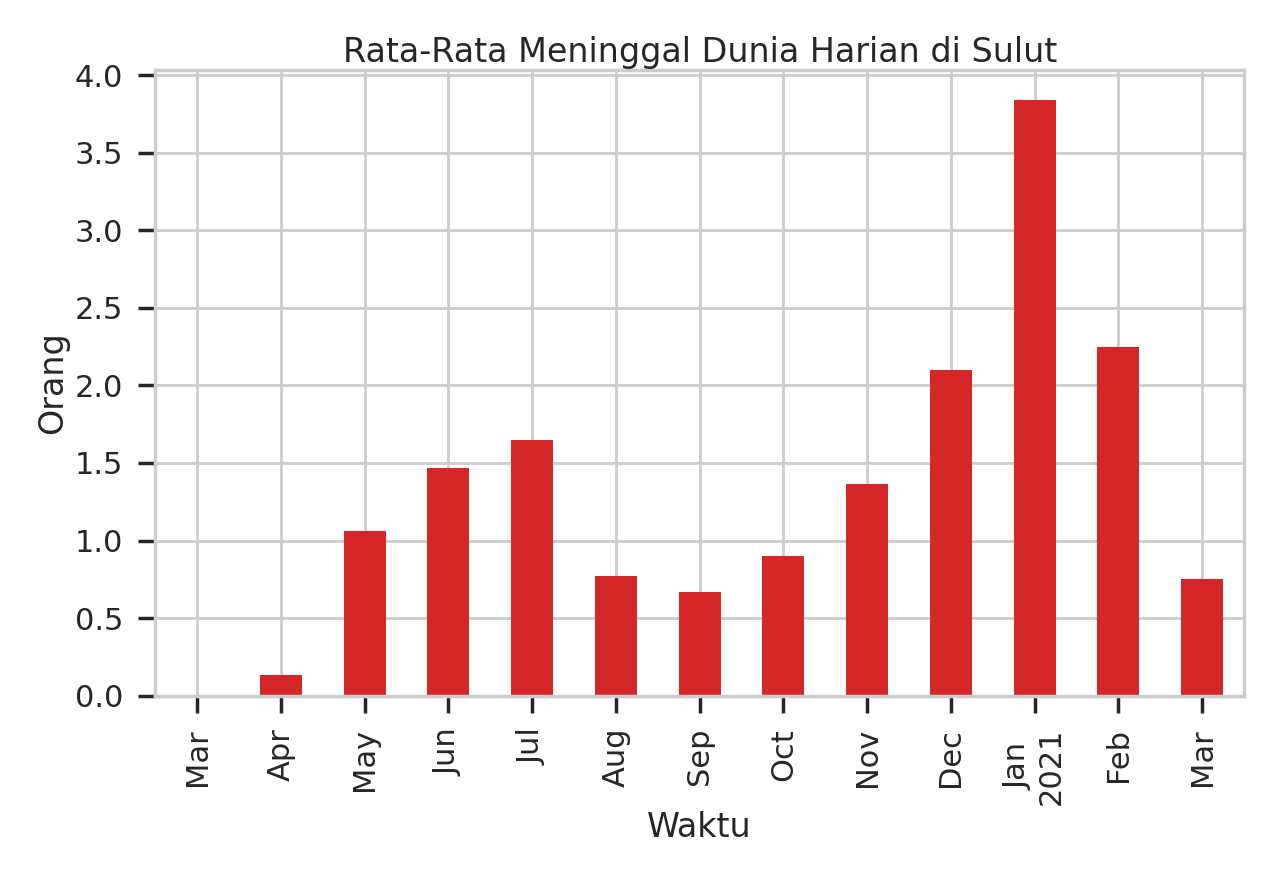 Rata-Rata Meninggal Dunia Harian di Sulut
4.0
3.5
3.0
2.5
2.0
1.5
1.0
0.5
0.0
Orang
Mar
Apr
May
Jun
Jul
Aug
Sep
Oct
Nov
Dec
Jan
2021
Feb
Mar
Waktu